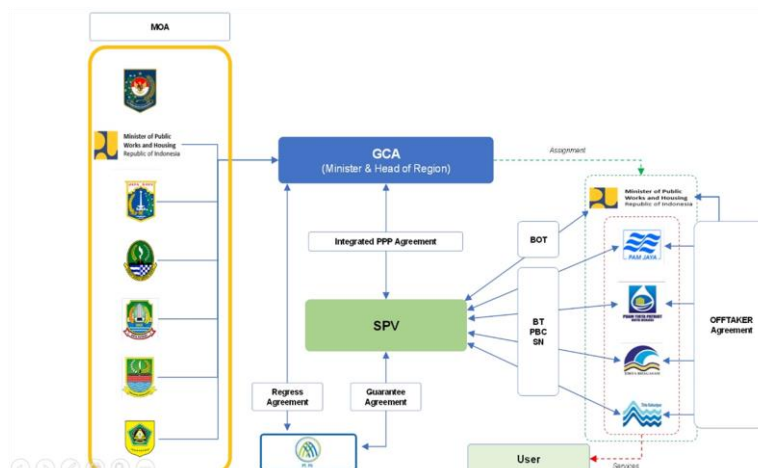 MOA
Minister of Public
Works and Housing
Republic of Indonesia
GCA
(Minister & Head of Region)
Assignment
Minister of Public
Works and Housing
Republic of Indonesia
Integrated PPP Agreement
BOT
PAM JAYA
SPV
BT
PBC
SN
OFFTAKER
Agreement
Regress
Agreement
Guarantee
Agreement
User
Services